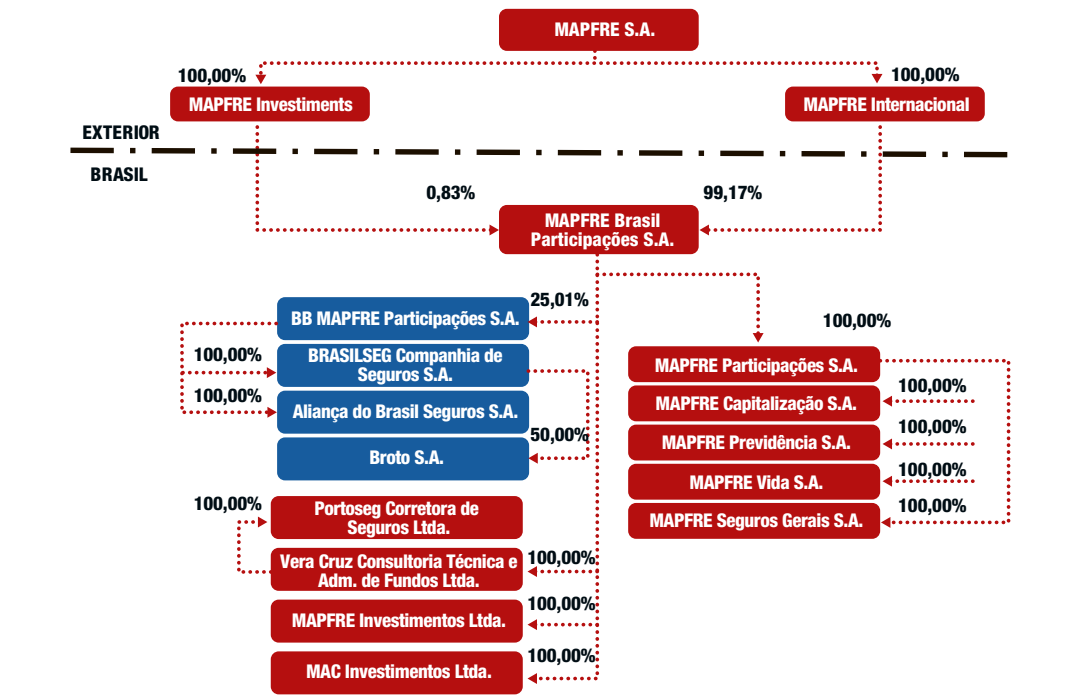 MAPFRE S.A.
100,00%
100,00%
MAPFRE Investiments
MAPFRE Internacional
EXTERIOR
BRASIL
0,83%
99,17%
MAPFRE Brasil
Participações S.A.
25,01%
BB MAPFRE Participações S.A.
100,00%
BRASILSEG Companhia de
Seguros S.A.
100,00%
Aliança do Brasil Seguros S.A.
50,00%
Broto S.A.
100,00%
Portoseg Corretora de
Seguros Ltda.
Vera Cruz Consultoria Técnica e
Adm. de Fundos Ltda.
100,00%
MAPFRE Investimentos Ltda.
100,00%
MAC Investimentos Ltda.
100,00%
100,00%
MAPFRE Participações S.A.
MAPFRE Capitalização S.A.
100,00%
MAPFRE Previdência S.A.
100,00%
MAPFRE Vida S.A.
100,00%
MAPFRE Seguros Gerais S.A.
100,00%